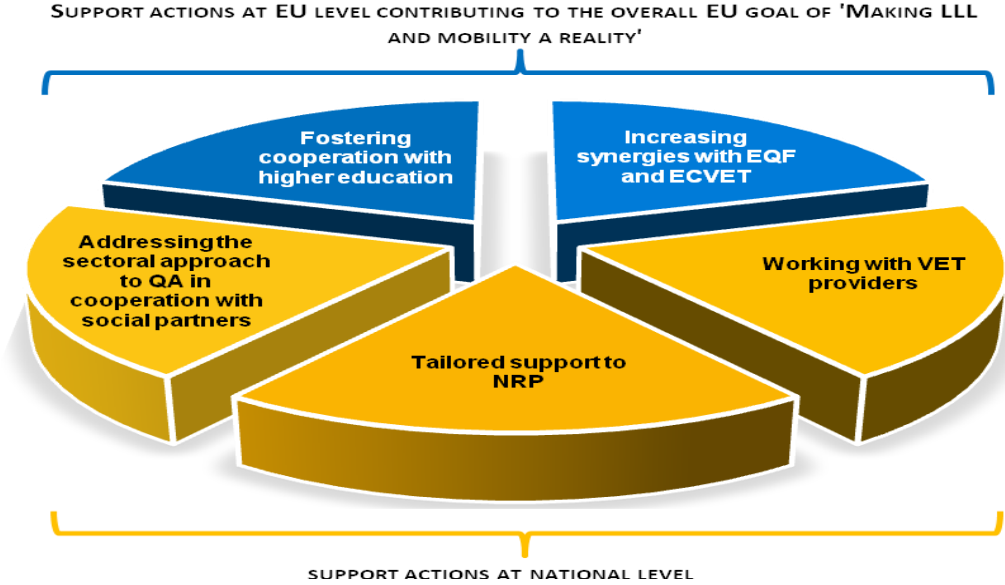 SUPPORT ACTIONS AT EU LEVEL CONTRIBUTING TO THE OVERALL EU GOAL OF 'MAKING LLL
AND MOBILITY A REALITY'
Fostering
cooperation with
higher education
Increasing
synergies with EQF
and ECVET
Addressing the
sectoral approach
to QA in
cooperation with
social partners
Working with VET
providers
Tailored support to
NRP
SUPPORT ACTIONS AT NATIONAL LEVEL